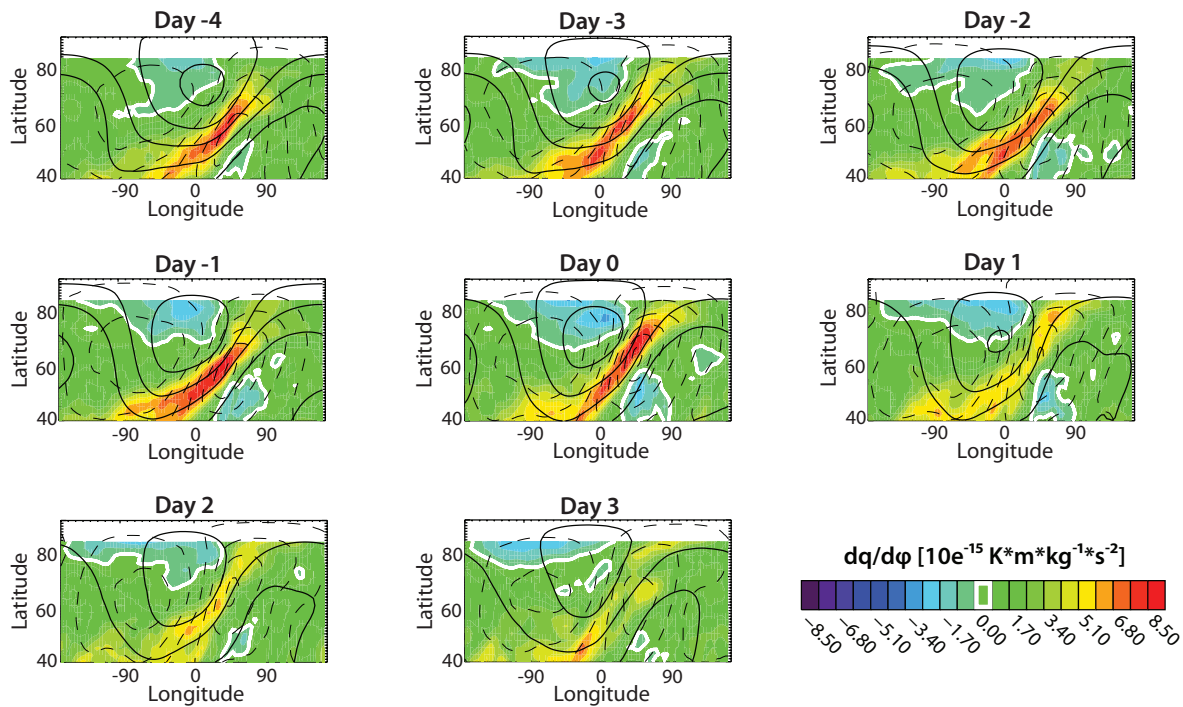 Day -4
Day -3
Day -2
Latitude
80
60
40
-90
0
90
Longitude
Latitude
80
60
40
-90
0
90
Longitude
Latitude
80
60
40
-90
0
90
Longitude
Day -1
Day 0
Day 1
Latitude
80
60
40
-90
0
90
Longitude
Latitude
80
60
40
-90
0
90
Longitude
Latitude
80
60
40
-90
0
90
Longitude
Day 2
Day 3
Latitude
80
60
40
-90
0
90
Longitude
Latitude
80
60
40
-90
0
90
Longitude
dq/dφ [10e⁻¹⁵ K*m*kg⁻¹*s⁻²]
−8.50
−6.80
−5.10
−3.40
−1.70
0.00
1.70
3.40
5.10
6.80
8.50